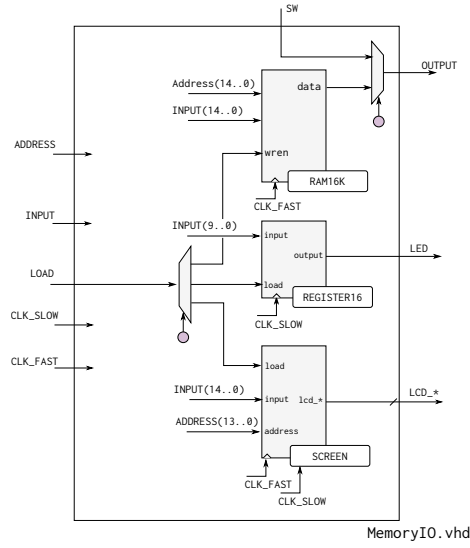 SW
OUTPUT
Address(14..0)
data
INPUT(14..0)
ADDRESS
wren
RAM16K
CLK_FAST
INPUT
INPUT(9..0)
input
output
LED
LOAD
load
REGISTER16
CLK_SLOW
CLK_SLOW
CLK_FAST
load
INPUT(14..0)
input
lcd_*
LCD_*
ADDRESS(13..0)
address
SCREEN
CLK_FAST
CLK_SLOW
MemoryIO.vhd